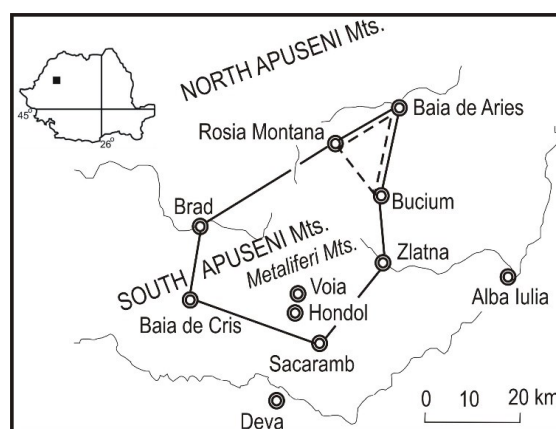 NORTH APUSENI Mts.
45°
26°
Baia de Aries
Rosia Montana
Bucium
Brad
Zlatna
SOUTH APUSENI Mts.
Metaliferi Mts.
Voia
Hondol
Alba Iulia
Baia de Cris
Sacaramb
0 10 20 km
Deva